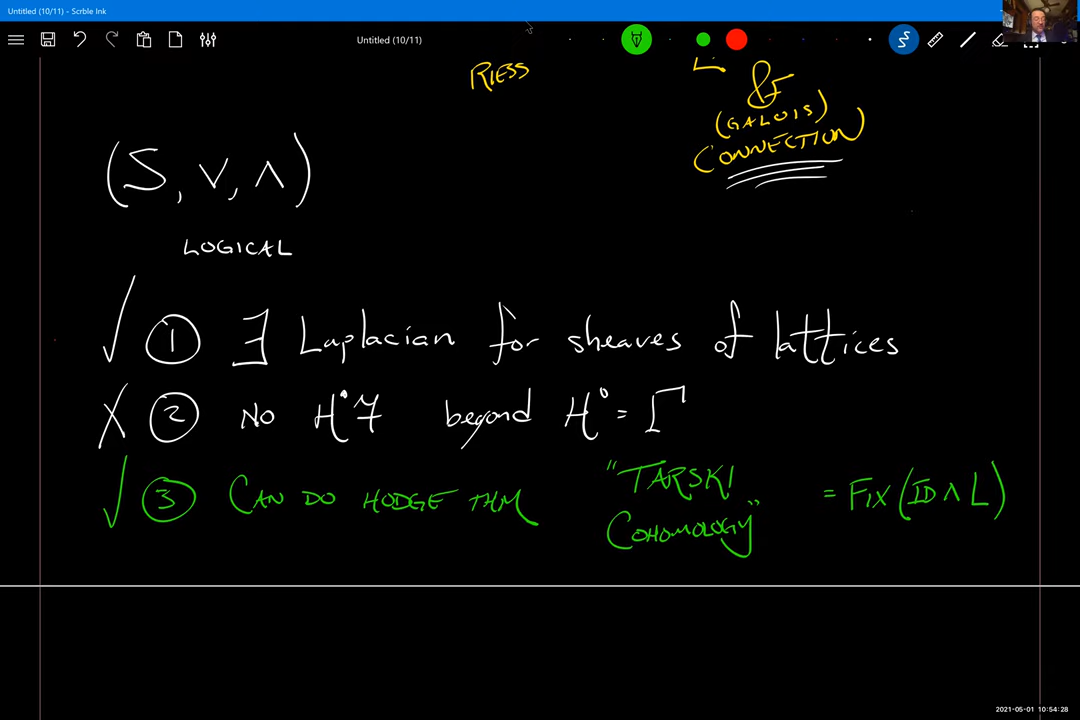 Untitled (10/11) - Scrble Ink
Untitled (10/11)
RIESS
L
&
(GALOIS)
CONNECTION)
(S, ∨, ∧)
LOGICAL
✓ ① ∃ Laplacian for sheaves of lattices
X ② NO H˙F beyond H⁰ = Γ
✓ ③ CAN DO HODGE THM "TARSKI COHOMOLOGY" = FIX(ID ∧ L)
2021-05-01 10:54:28